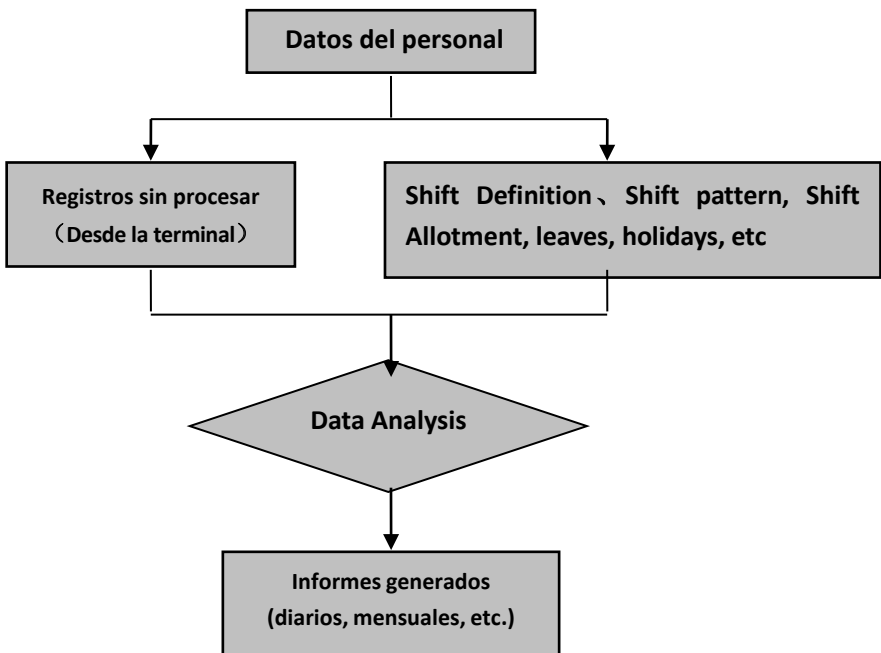 Datos del personal
Registros sin procesar
（Desde la terminal）
Shift Definition、Shift pattern, Shift
Allotment, leaves, holidays, etc
Data Analysis
Informes generados
(diarios, mensuales, etc.)